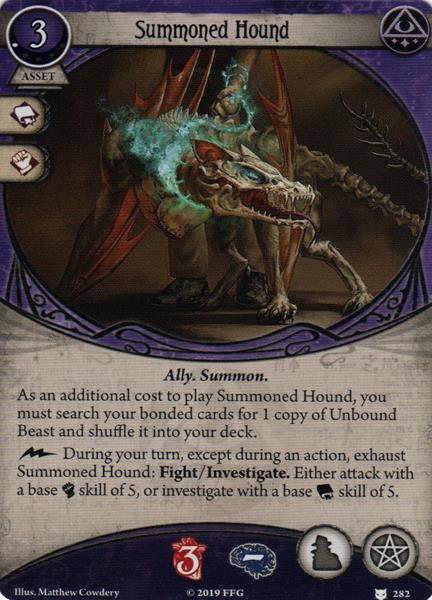 3
Summoned Hound
ASSET
Ally. Summon.
As an additional cost to play Summoned Hound, you
must search your bonded cards for 1 copy of Unbound
Beast and shuffle it into your deck.
During your turn, except during an action, exhaust
Summoned Hound: Fight/Investigate. Either attack with
a base skill of 5, or investigate with a base skill of 5.
3
–
Illus. Matthew Cowdery
© 2019 FFG
282